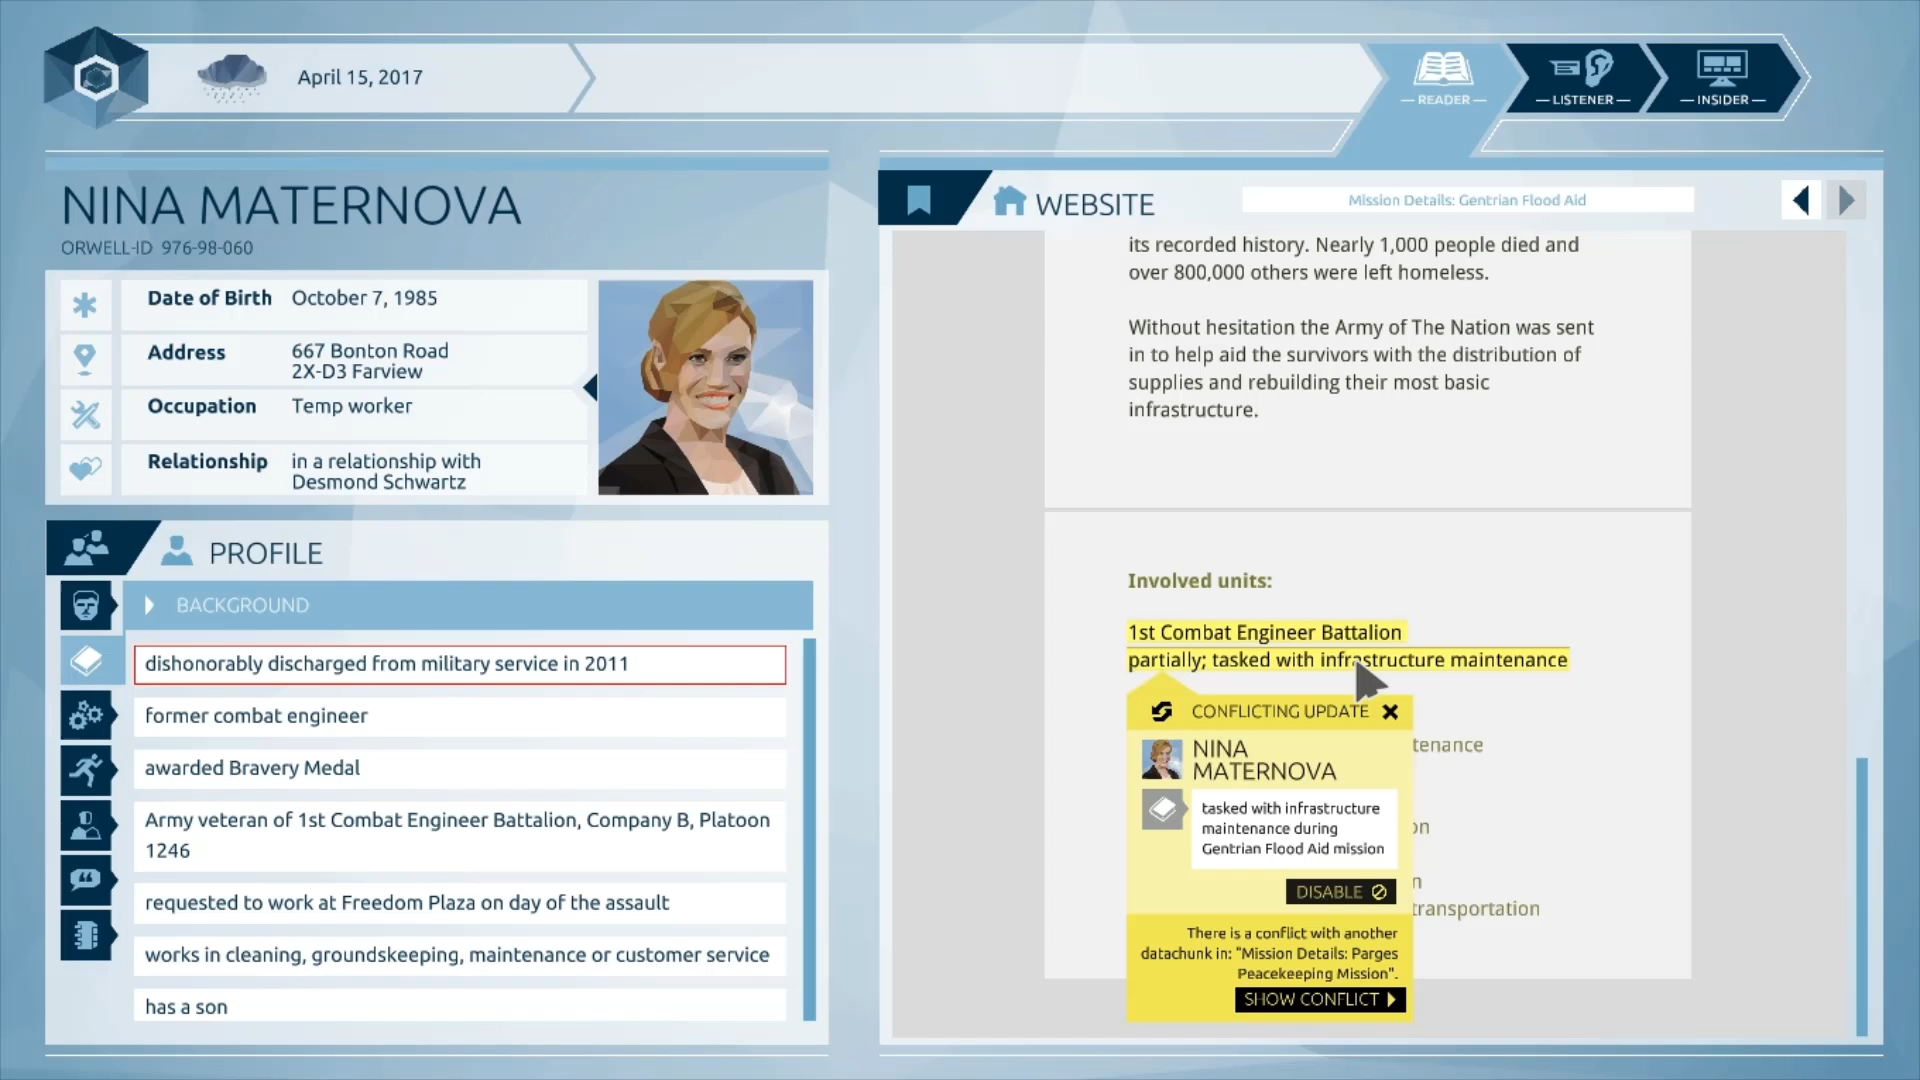 April 15, 2017
READER
LISTENER
INSIDER
NINA MATERNOVA
ORWELL-ID 976-98-060
Date of Birth October 7, 1985
Address 667 Bonton Road
2X-D3 Farview
Occupation Temp worker
Relationship in a relationship with
Desmond Schwartz
PROFILE
BACKGROUND
dishonorably discharged from military service in 2011
former combat engineer
awarded Bravery Medal
Army veteran of 1st Combat Engineer Battalion, Company B, Platoon
1246
requested to work at Freedom Plaza on day of the assault
works in cleaning, groundskeeping, maintenance or customer service
has a son
WEBSITE
Mission Details: Gentrian Flood Aid
its recorded history. Nearly 1,000 people died and
over 800,000 others were left homeless.
Without hesitation the Army of The Nation was sent
in to help aid the survivors with the distribution of
supplies and rebuilding their most basic
infrastructure.
Involved units:
1st Combat Engineer Battalion
partially; tasked with infrastructure maintenance
CONFLICTING UPDATE
NINA
MATERNOVA
tasked with infrastructure
maintenance during
Gentrian Flood Aid mission
DISABLE
There is a conflict with another
datachunk in: "Mission Details: Parges
Peacekeeping Mission".
SHOW CONFLICT
tenance
on
n
transportation